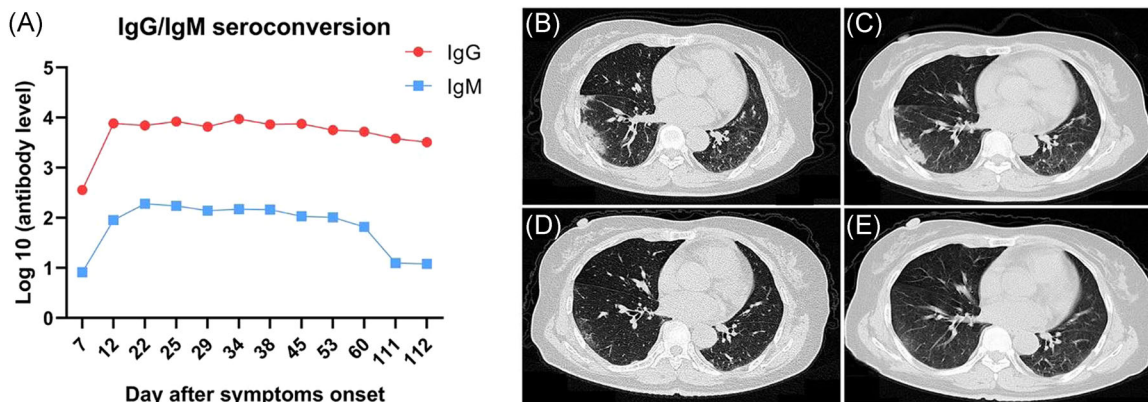 (A)
IgG/IgM seroconversion
IgG
IgM
5
4
3
2
1
0
Log 10 (antibody level)
7 12 22 25 29 34 38 45 53 60 111 112
Day after symptoms onset
(B)
(C)
(D)
(E)